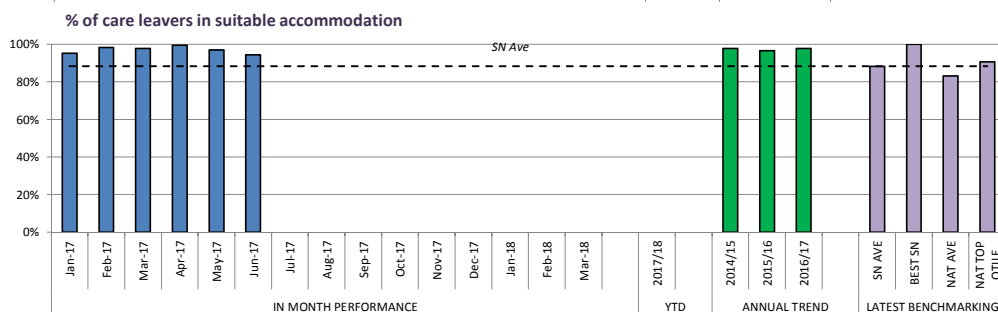 % of care leavers in suitable accommodation
SN Ave
100%
80%
60%
40%
20%
0%
Jan-17
Feb-17
Mar-17
Apr-17
May-17
Jun-17
Jul-17
Aug-17
Sep-17
Oct-17
Nov-17
Dec-17
Jan-18
Feb-18
Mar-18
2017/18
2014/15
2015/16
2016/17
SN AVE
BEST SN
NAT AVE
NAT TOP
QTILE
IN MONTH PERFORMANCE
YTD
ANNUAL TREND
LATEST BENCHMARKING